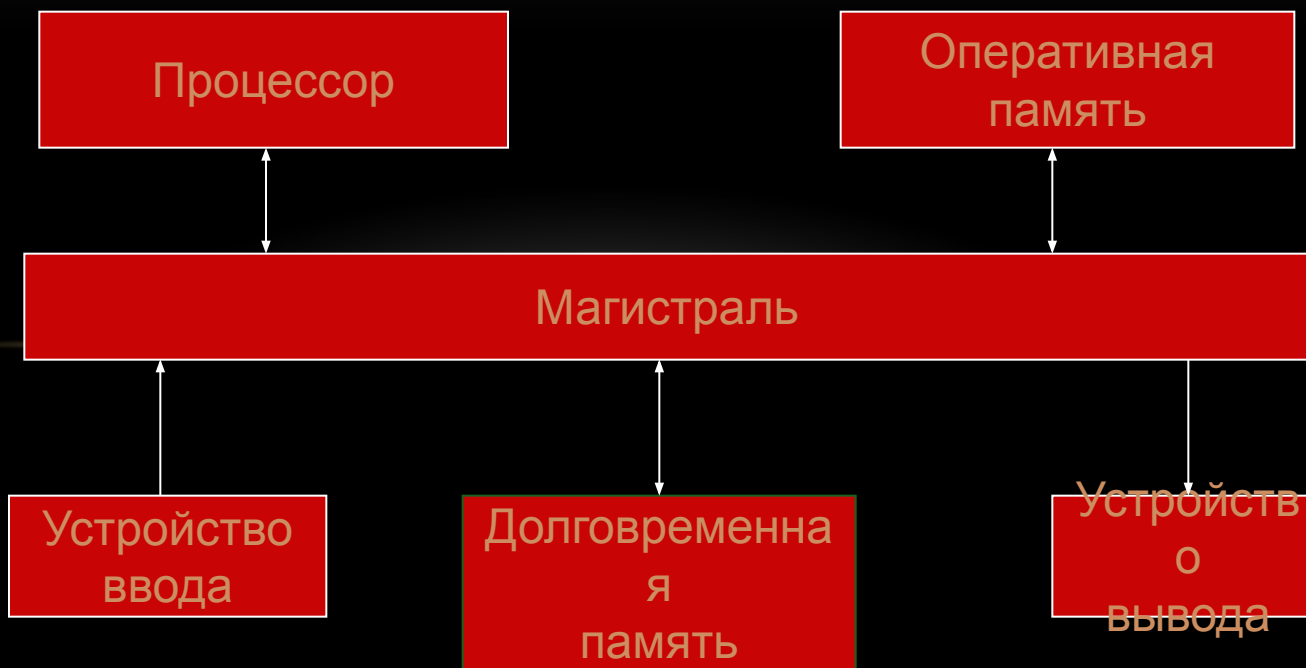 Процессор
Оперативная
память
Магистраль
Устройство
ввода
Долговременна
я
память
Устройств
о
вывода